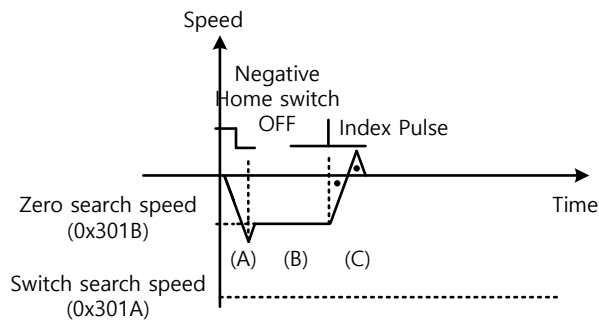 Speed
Negative
Home switch
OFF
Index Pulse
Zero search speed
(0x301B)
Time
(A)
(B)
(C)
Switch search speed
(0x301A)